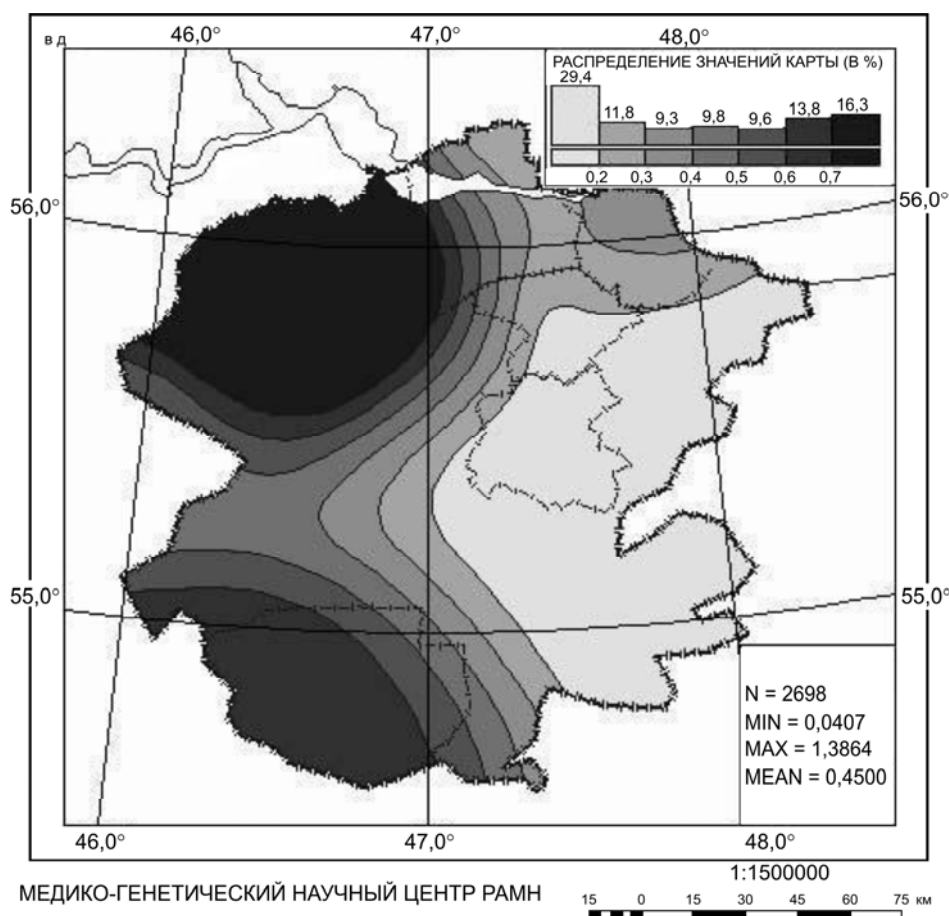 46,0° 47,0° 48,0°
в д
РАСПРЕДЕЛЕНИЕ ЗНАЧЕНИЙ КАРТЫ (В %)
29,4 11,8 9,3 9,8 9,6 13,8 16,3
0,2 0,3 0,4 0,5 0,6 0,7
56,0° 56,0°
55,0° 55,0°
N = 2698
MIN = 0,0407
MAX = 1,3864
MEAN = 0,4500
46,0° 47,0° 48,0°
1:1500000
МЕДИКО-ГЕНЕТИЧЕСКИЙ НАУЧНЫЙ ЦЕНТР РАМН
15 0 15 30 45 60 75 км